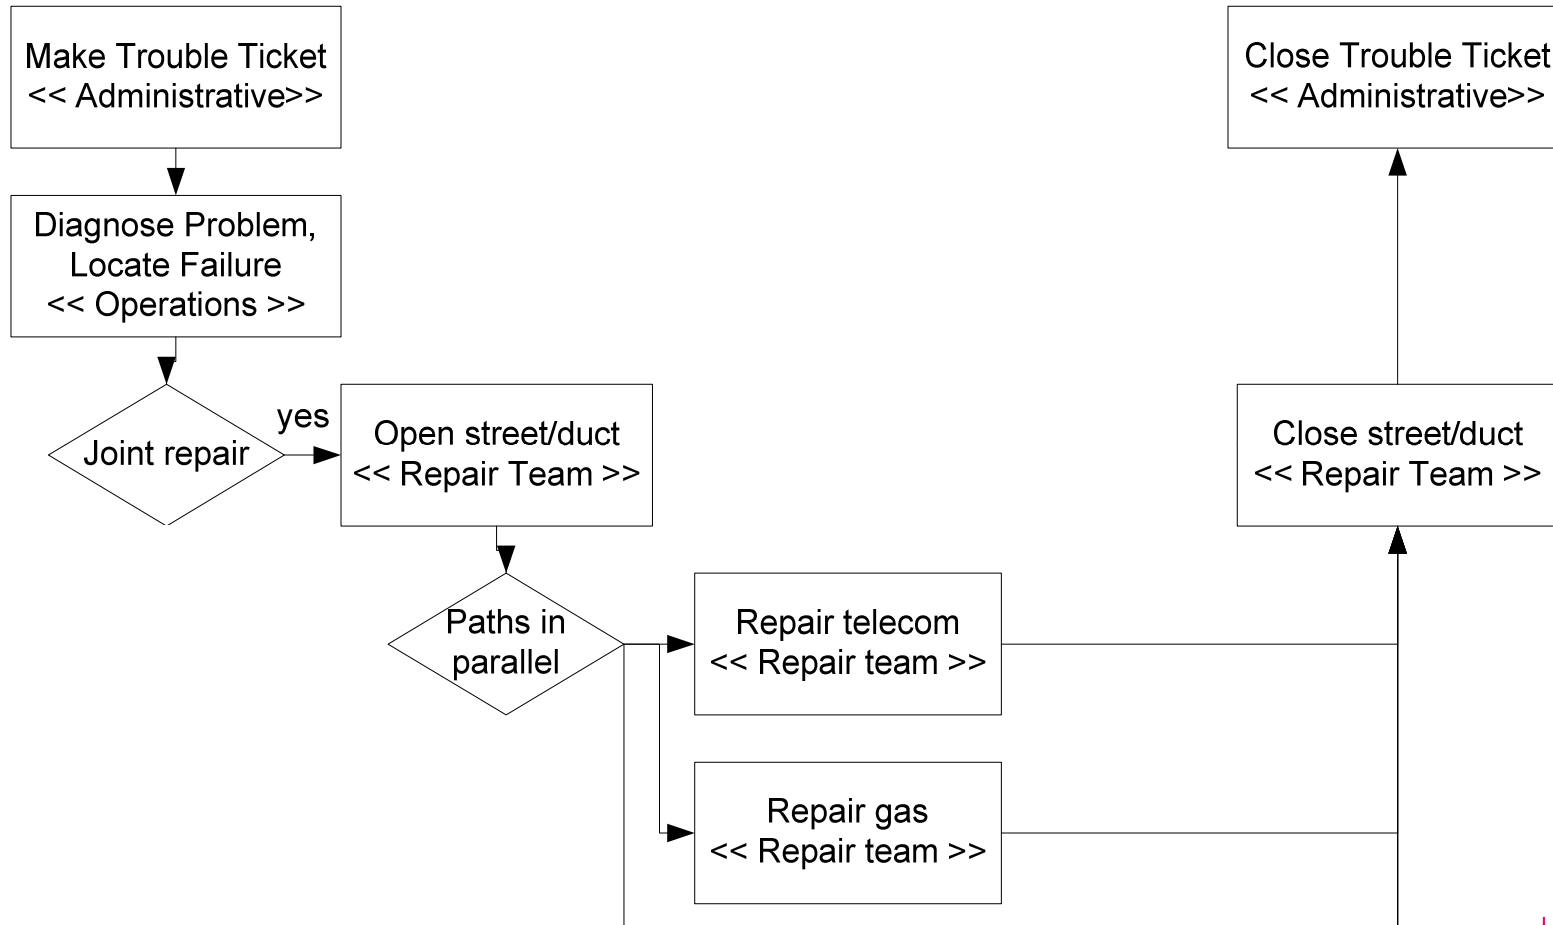 Make Trouble Ticket
<< Administrative>>
Close Trouble Ticket
<< Administrative>>
Diagnose Problem,
Locate Failure
<< Operations >>
Joint repair
yes
Open street/duct
<< Repair Team >>
Close street/duct
<< Repair Team >>
Paths in
parallel
Repair telecom
<< Repair team >>
Repair gas
<< Repair team >>